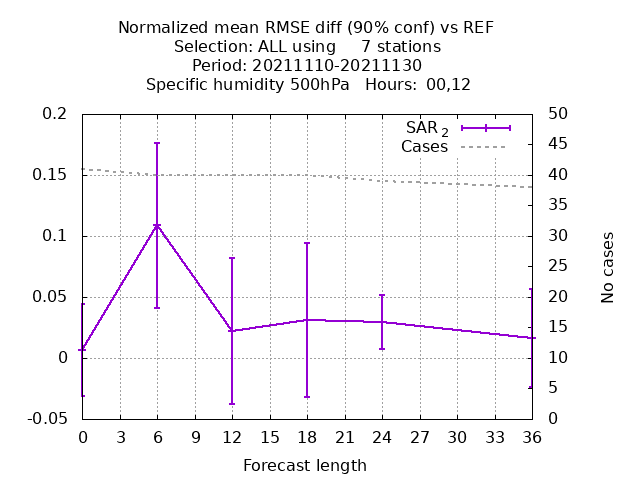 Normalized mean RMSE diff (90% conf) vs REF
Selection: ALL using     7 stations
Period: 20211110-20211130
Specific humidity 500hPa   Hours:  00,12
0.2
0.15
0.1
0.05
0
-0.05
50
45
40
35
30
25
20
15
10
5
0
SAR 2
Cases
No cases
0 3 6 9 12 15 18 21 24 27 30 33 36
Forecast length